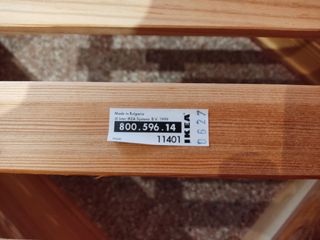 Made in Bulgaria
© Inter IKEA Systems B.V. 1999
800.596.14
11401
IKEA
0627